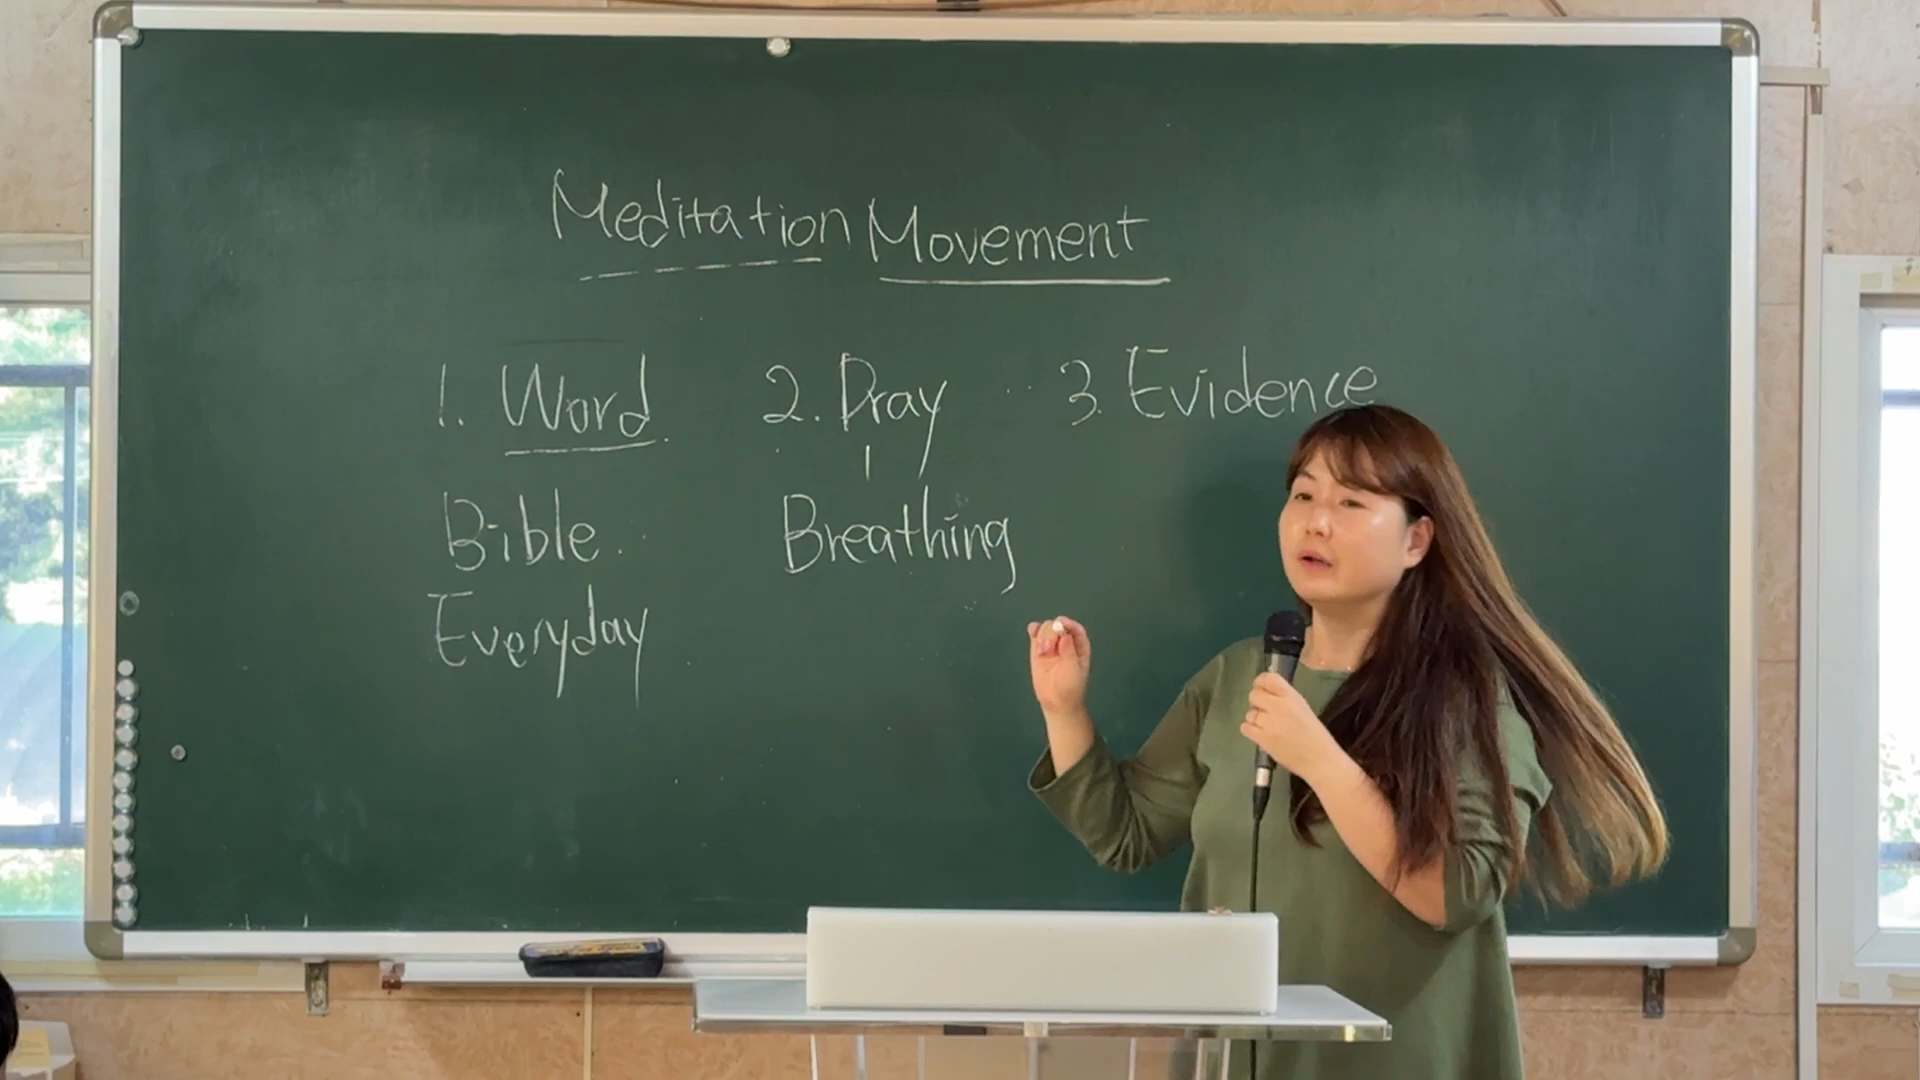 Meditation Movement
1. Word 2. Pray 3. Evidence
Bible Breathing
Everyday